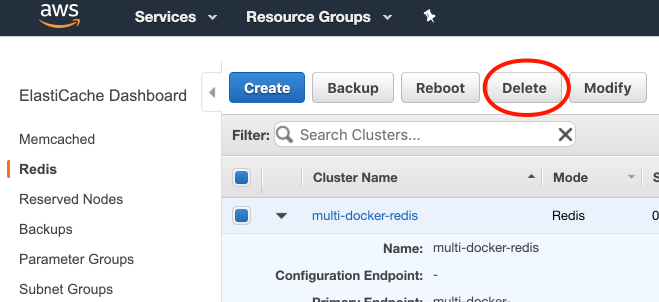 aws
Services
Resource Groups
ElastiCache Dashboard
Memcached
Redis
Reserved Nodes
Backups
Parameter Groups
Subnet Groups
Create Backup Reboot Delete Modify
Filter: Search Clusters...
Cluster Name Mode S
multi-docker-redis Redis 0
Name: multi-docker-redis
Configuration Endpoint: -
Primary Endpoint: multi-docker-